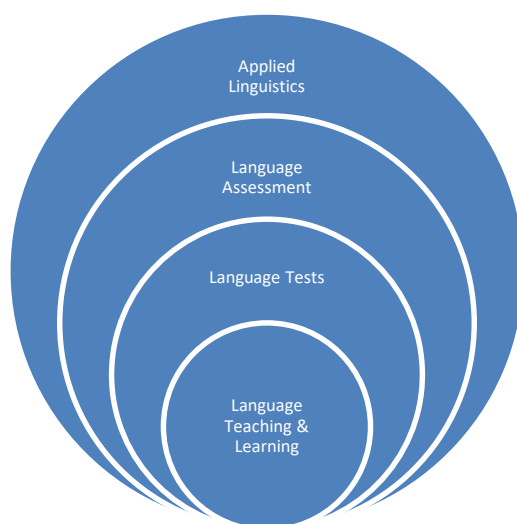 Applied
Linguistics
Language
Assessment
Language Tests
Language
Teaching &
Learning